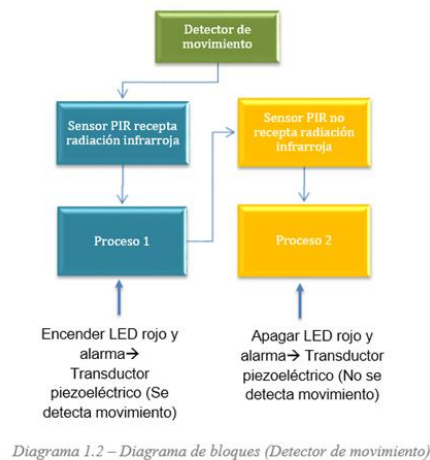 Detector de
movimiento
Sensor PIR recepta
radiación infrarroja
Sensor PIR no
recepta radiación
infrarroja
Proceso 1
Proceso 2
Encender LED rojo y
alarma→
Transductor
piezoeléctrico (Se
detecta movimiento)
Apagar LED rojo y
alarma→ Transductor
piezoeléctrico (No se
detecta movimiento)
Diagrama 1.2 – Diagrama de bloques (Detector de movimiento)